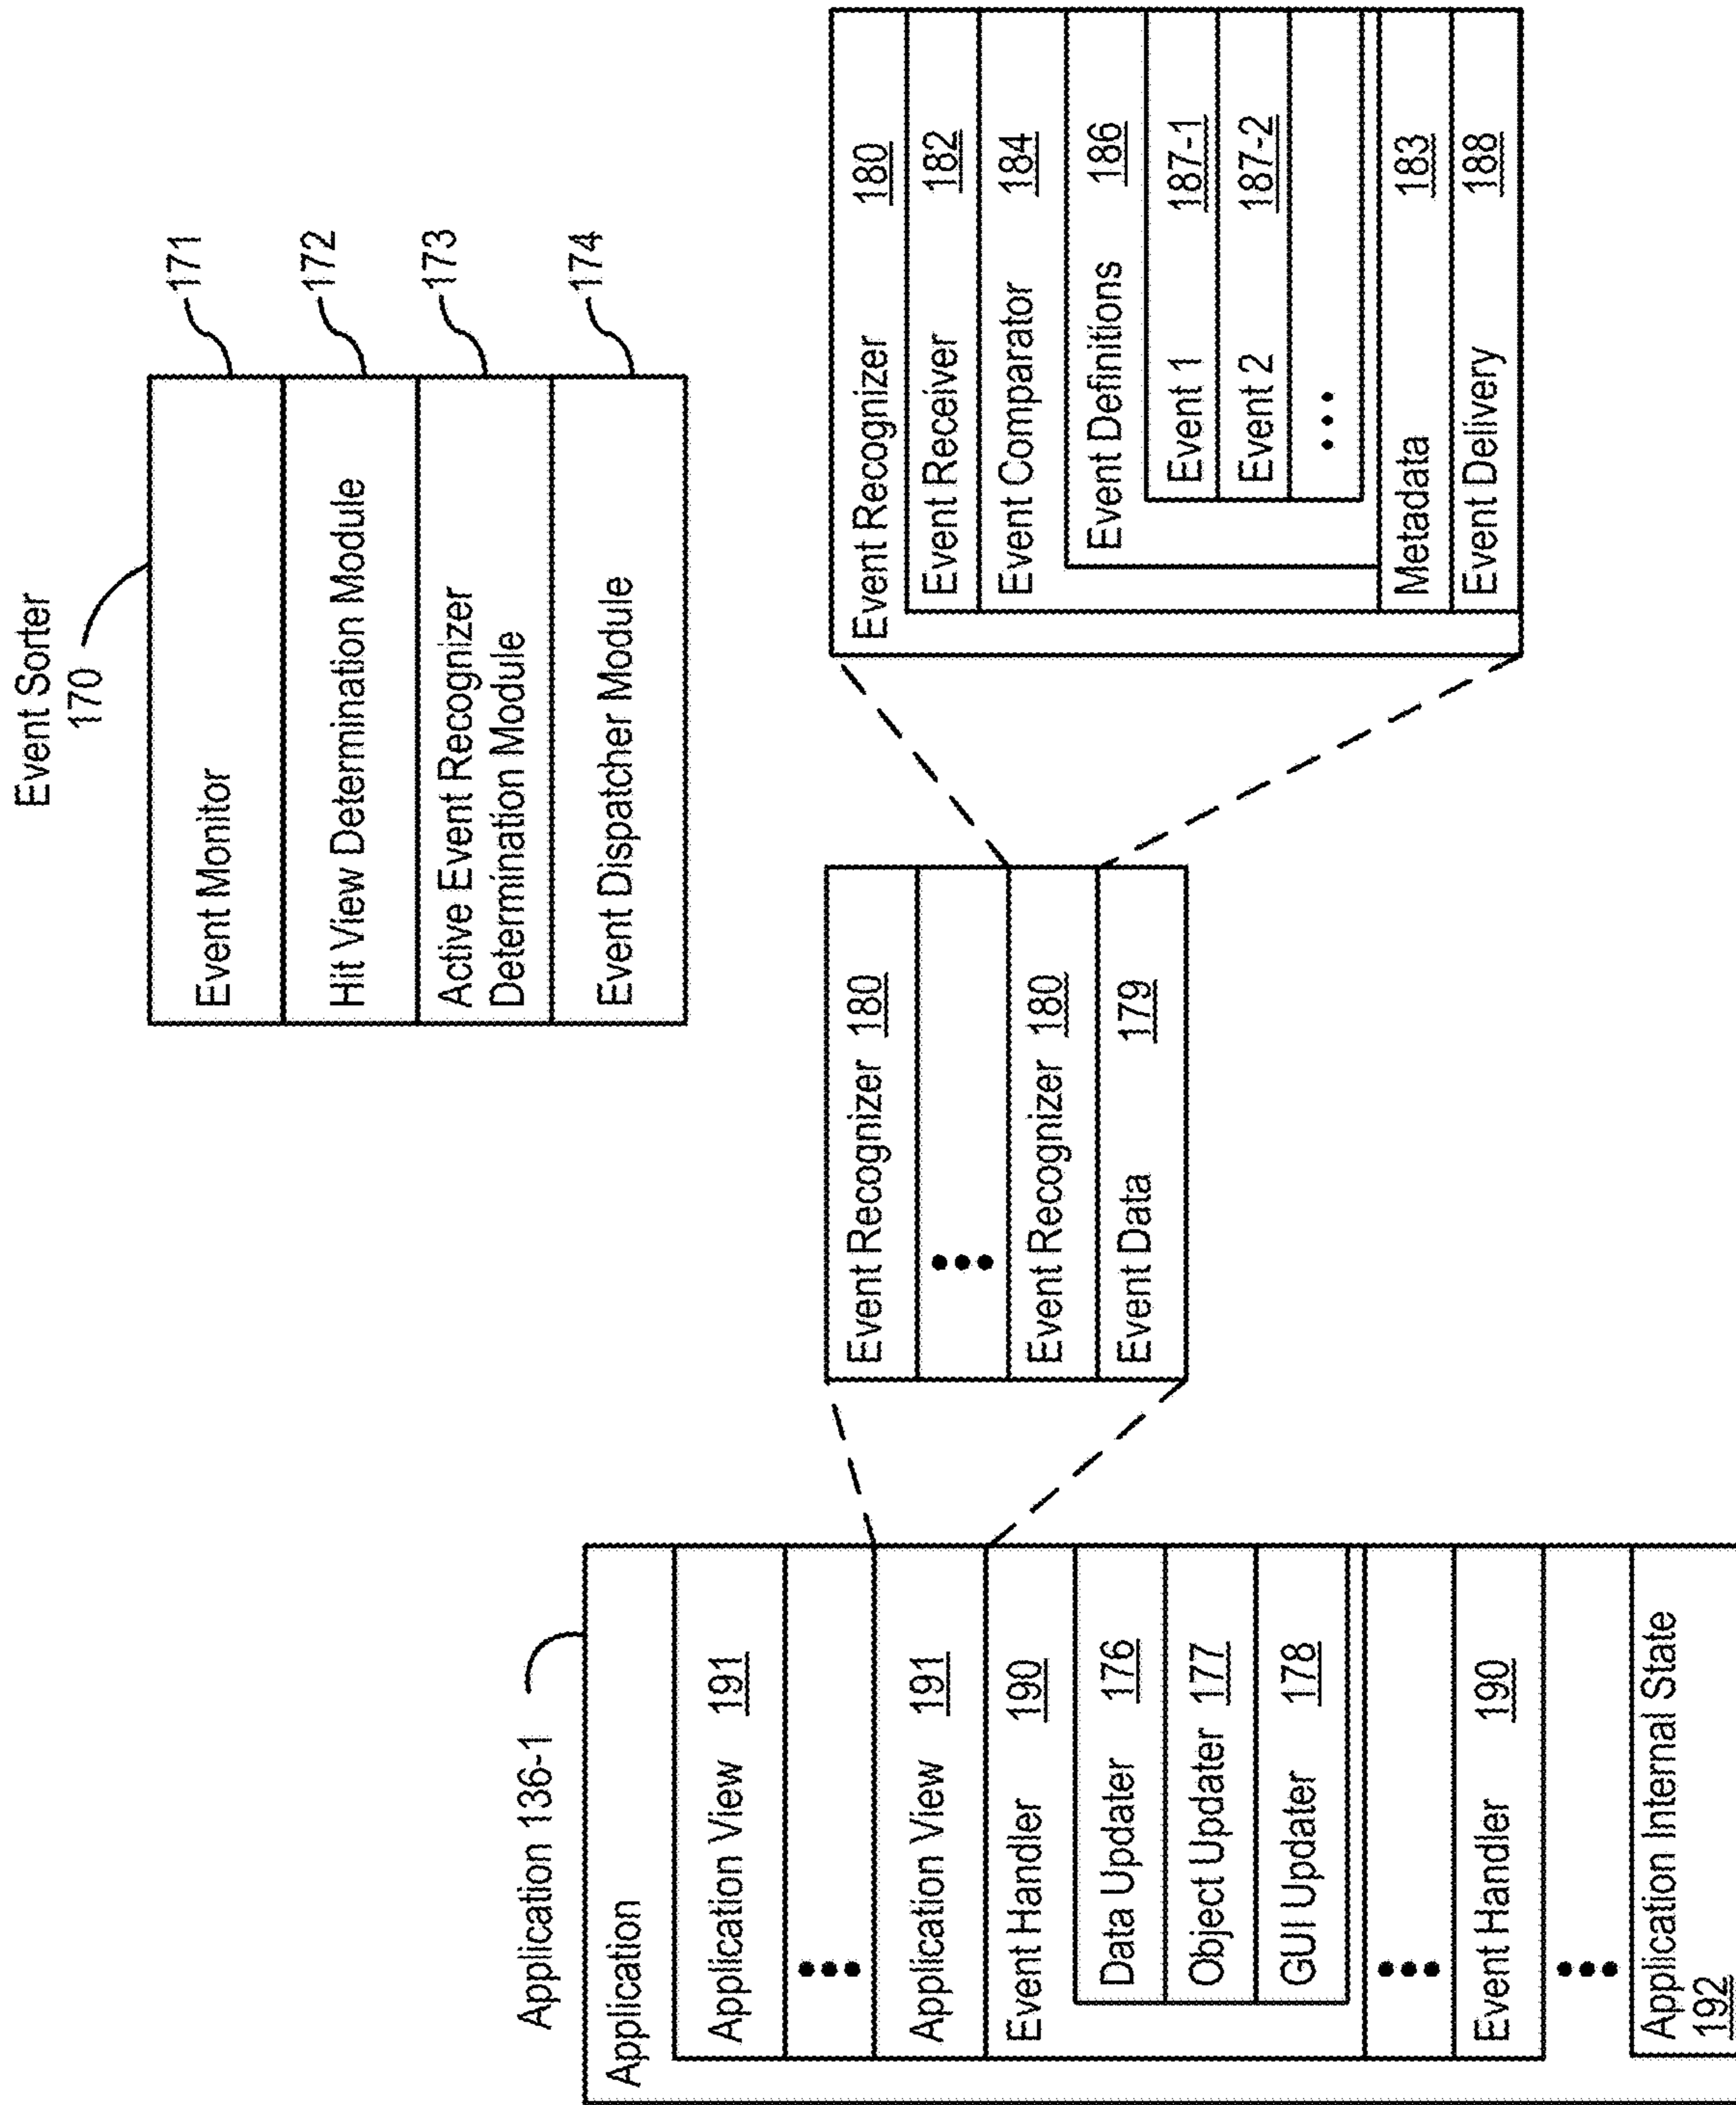 Event Sorter
170
Event Monitor
171
Hit View Determination Module
172
Active Event Recognizer
Determination Module
173
Event Dispatcher Module
174
Application 136-1
Application
Application View 191
•••
Application View 191
Event Handler 190
Data Updater 176
Object Updater 177
GUI Updater 178
•••
Event Handler 190
•••
Application Internal State
192
Event Recognizer 180
•••
Event Recognizer 180
Event Data 179
Event Recognizer 180
Event Receiver 182
Event Comparator 184
Event Definitions 186
Event 1 187-1
Event 2 187-2
•••
Metadata 183
Event Delivery 188